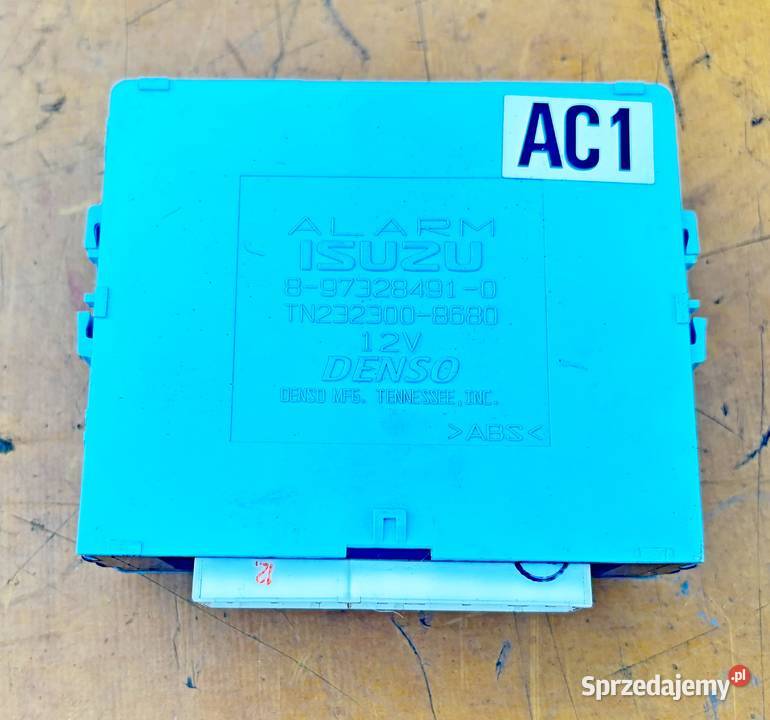 AC1
ALARM
ISUZU
8-97328491-0
TN232300-8680
12V
DENSO
DENSO MFG. TENNESSEE, INC.
>ABS<
12
Sprzedajemy.pl